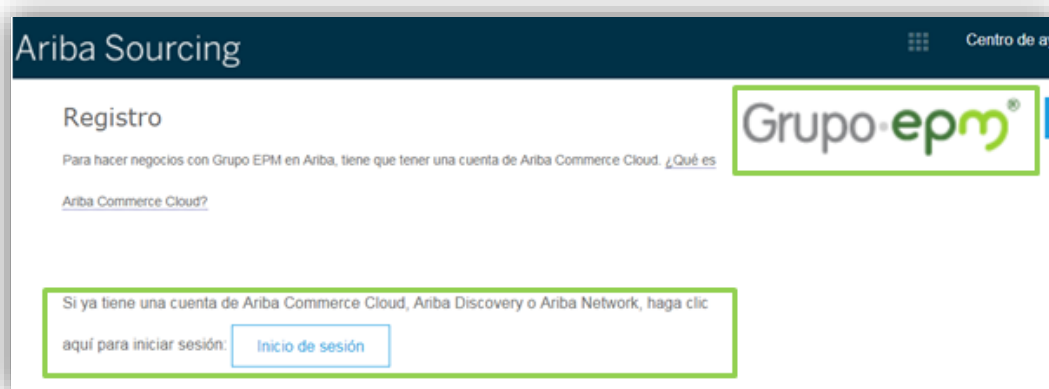 Ariba Sourcing
Centro de
Registro
Grupo·epm®
Para hacer negocios con Grupo EPM en Ariba, tiene que tener una cuenta de Ariba Commerce Cloud. ¿Qué es
Ariba Commerce Cloud?
Si ya tiene una cuenta de Ariba Commerce Cloud, Ariba Discovery o Ariba Network, haga clic
aquí para iniciar sesión: Inicio de sesión